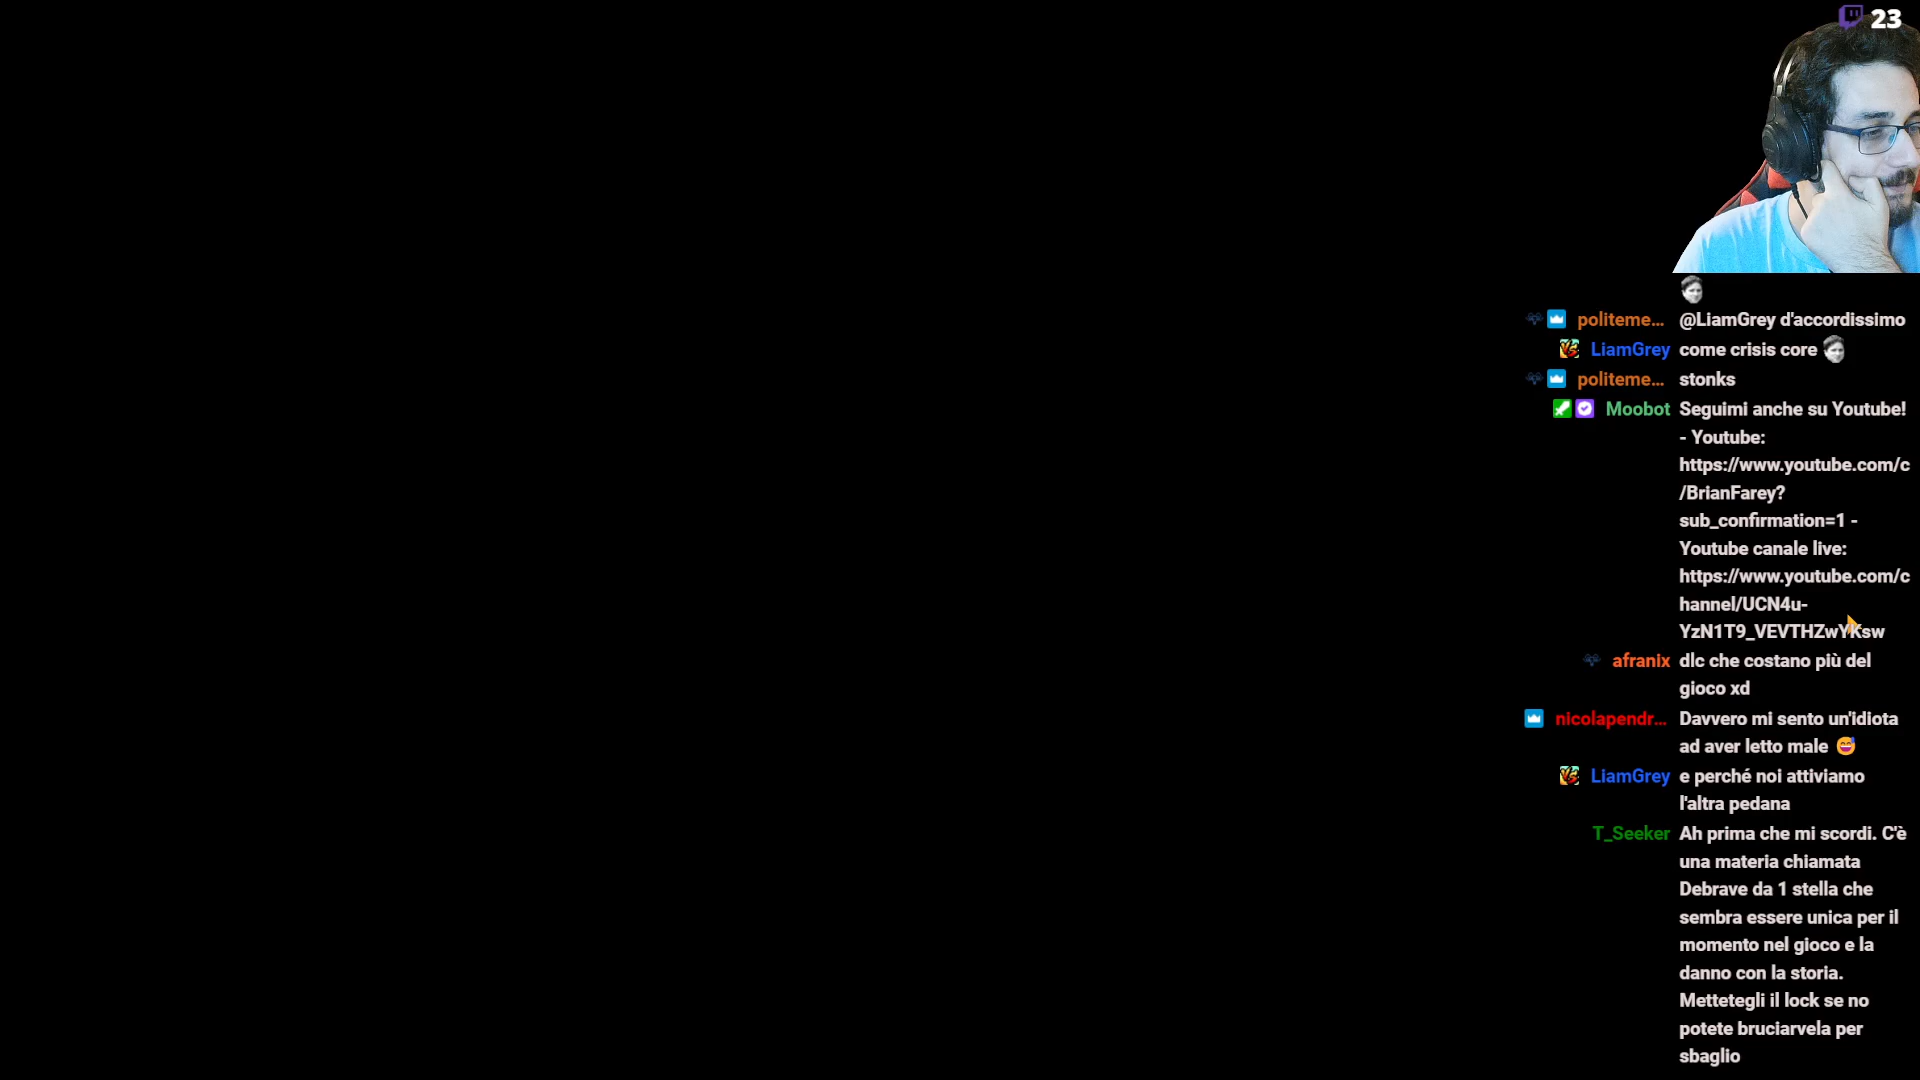 23
politeme... @LiamGrey d'accordissimo
LiamGrey come crisis core
politeme... stonks
Moobot Seguimi anche su Youtube!
- Youtube:
https://www.youtube.com/c
/BrianFarey?
sub_confirmation=1 -
Youtube canale live:
https://www.youtube.com/c
hannel/UCN4u-
YzN1T9_VEVTHZwYKsw
afranix dlc che costano più del
gioco xd
nicolapendr... Davvero mi sento un'idiota
ad aver letto male 😅
LiamGrey e perché noi attiviamo
l'altra pedana
T_Seeker Ah prima che mi scordi. C'è
una materia chiamata
Debrave da 1 stella che
sembra essere unica per il
momento nel gioco e la
danno con la storia.
Mettetegli il lock se no
potete bruciarvela per
sbaglio